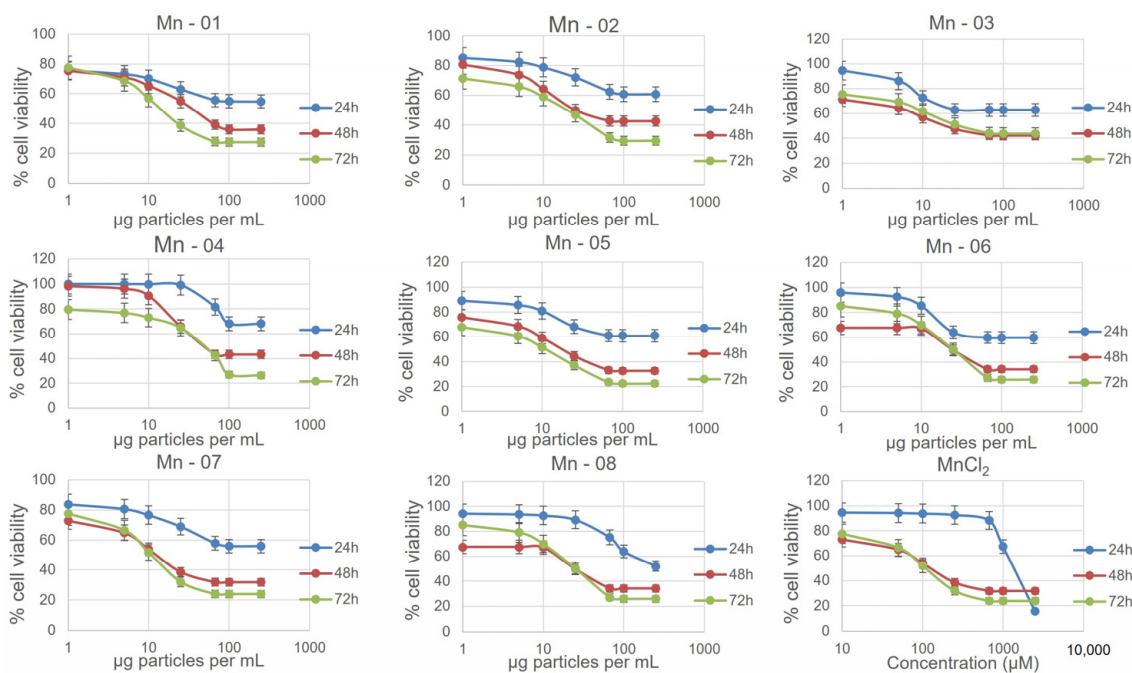 Mn - 01
100
80
60
40
20
0
% cell viability
24h
48h
72h
1 10 100 1000
µg particles per mL
Mn - 02
100
80
60
40
20
0
% cell viability
24h
48h
72h
1 10 100 1000
µg particles per mL
Mn - 03
125
100
75
50
25
0
% cell viability
24h
48h
72h
1 10 100 1000
µg particles per mL
Mn - 04
120
100
80
60
40
20
0
% cell viability
24h
48h
72h
1 10 100 1000
µg particles per mL
Mn - 05
120
100
80
60
40
20
0
% cell viability
24h
48h
72h
1 10 100 1000
µg particles per mL
Mn - 06
120
100
80
60
40
20
0
% cell viability
24h
48h
72h
1 10 100 1000
µg particles per mL
Mn - 07
100
80
60
40
20
0
% cell viability
24h
48h
72h
1 10 100 1000
µg particles per mL
Mn - 08
120
100
80
60
40
20
0
% cell viability
24h
48h
72h
1 10 100 1000
µg particles per mL
MnCl₂
120
100
80
60
40
20
0
% cell viability
24h
48h
72h
10 100 1000 10,000
Concentration (µM)